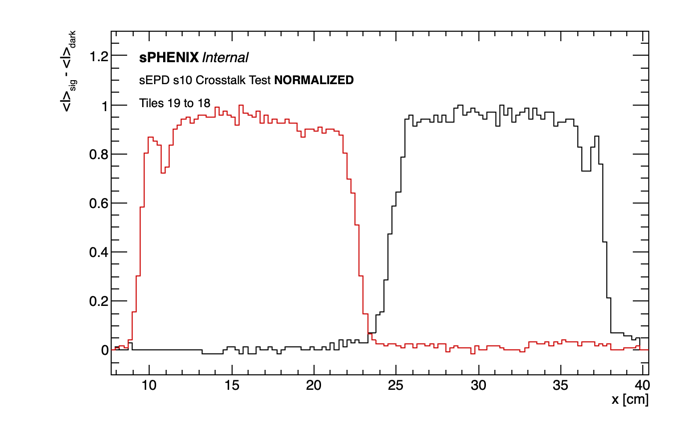 <I>sig - <I>dark
1.2
sPHENIX Internal
sEPD s10 Crosstalk Test NORMALIZED
Tiles 19 to 18
1
0.8
0.6
0.4
0.2
0
10 15 20 25 30 35 40
x [cm]